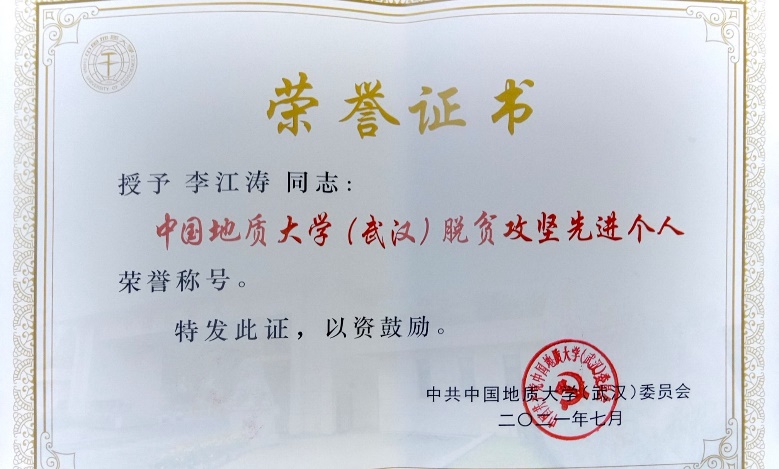 荣誉证书
授予 李江涛 同志：
中国地质大学（武汉）脱贫攻坚先进个人
荣誉称号。
特发此证，以资鼓励。
中共中国地质大学（武汉）委员会
二〇二一年七月